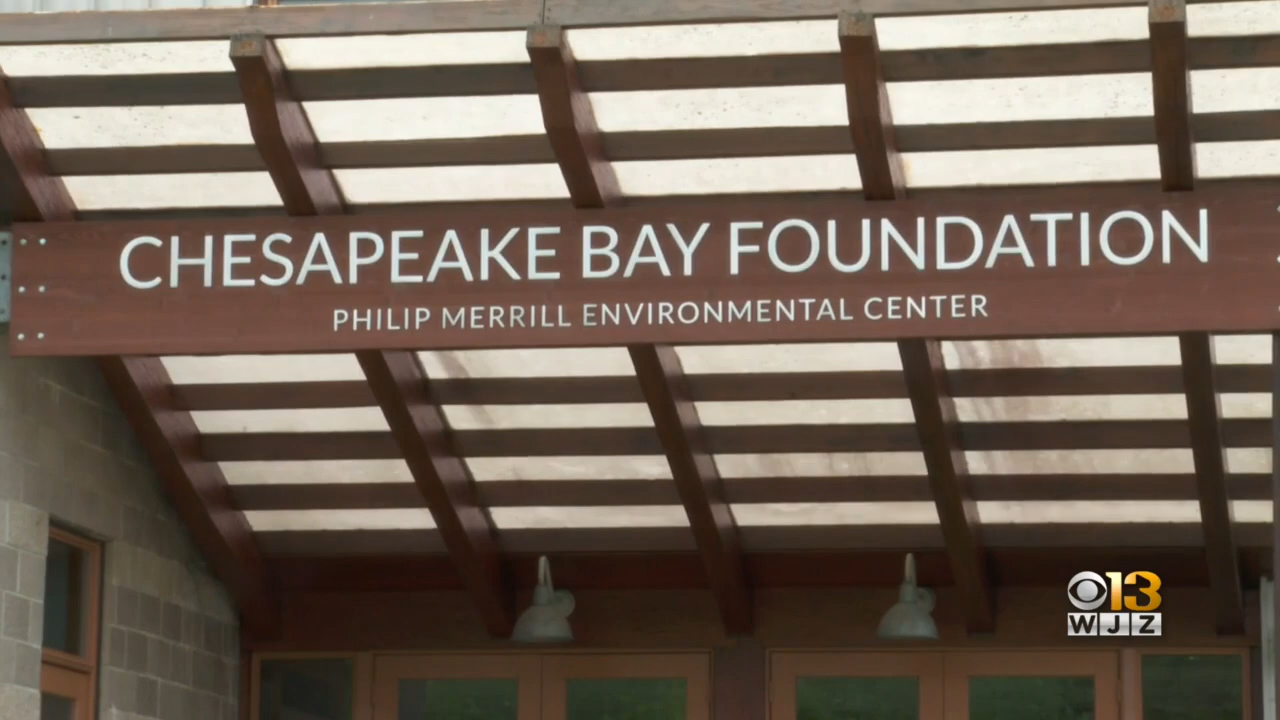 CHESAPEAKE BAY FOUNDATION
PHILIP MERRILL ENVIRONMENTAL CENTER
13
WJZ